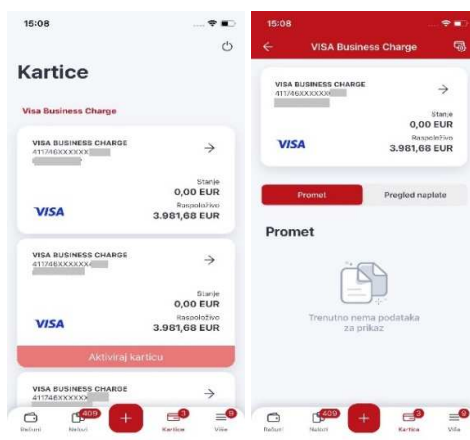 15:08
Kartice
Visa Business Charge
VISA BUSINESS CHARGE
411746XXXXXX
Stanje
0,00 EUR
Raspoloživo
3.981,68 EUR
VISA
VISA BUSINESS CHARGE
411746XXXXXX
Stanje
0,00 EUR
Raspoloživo
3.981,68 EUR
VISA
Aktiviraj karticu
VISA BUSINESS CHARGE
411746XXXXXX
409
3
9
Računi
Nalozi
Kartice
Više
15:08
VISA Business Charge
VISA BUSINESS CHARGE
411746XXXXXX
Stanje
0,00 EUR
Raspoloživo
3.981,68 EUR
VISA
Promet
Pregled naplate
Promet
Trenutno nema podataka
za prikaz
409
3
9
Računi
Nalozi
Kartice
Više